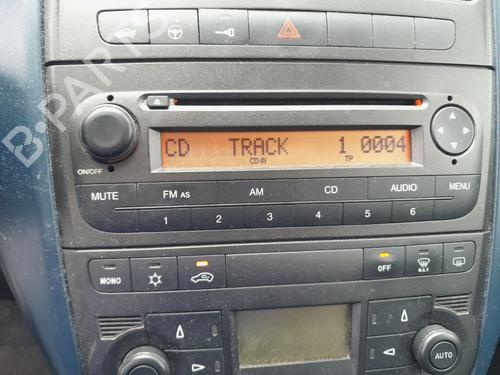 CD TRACK 1 0004
CD-IN TP
ON/OFF
MUTE FM AS AM CD AUDIO MENU
1 2 3 4 5 6
MONO OFF MAX
AUTO
B-PARTS